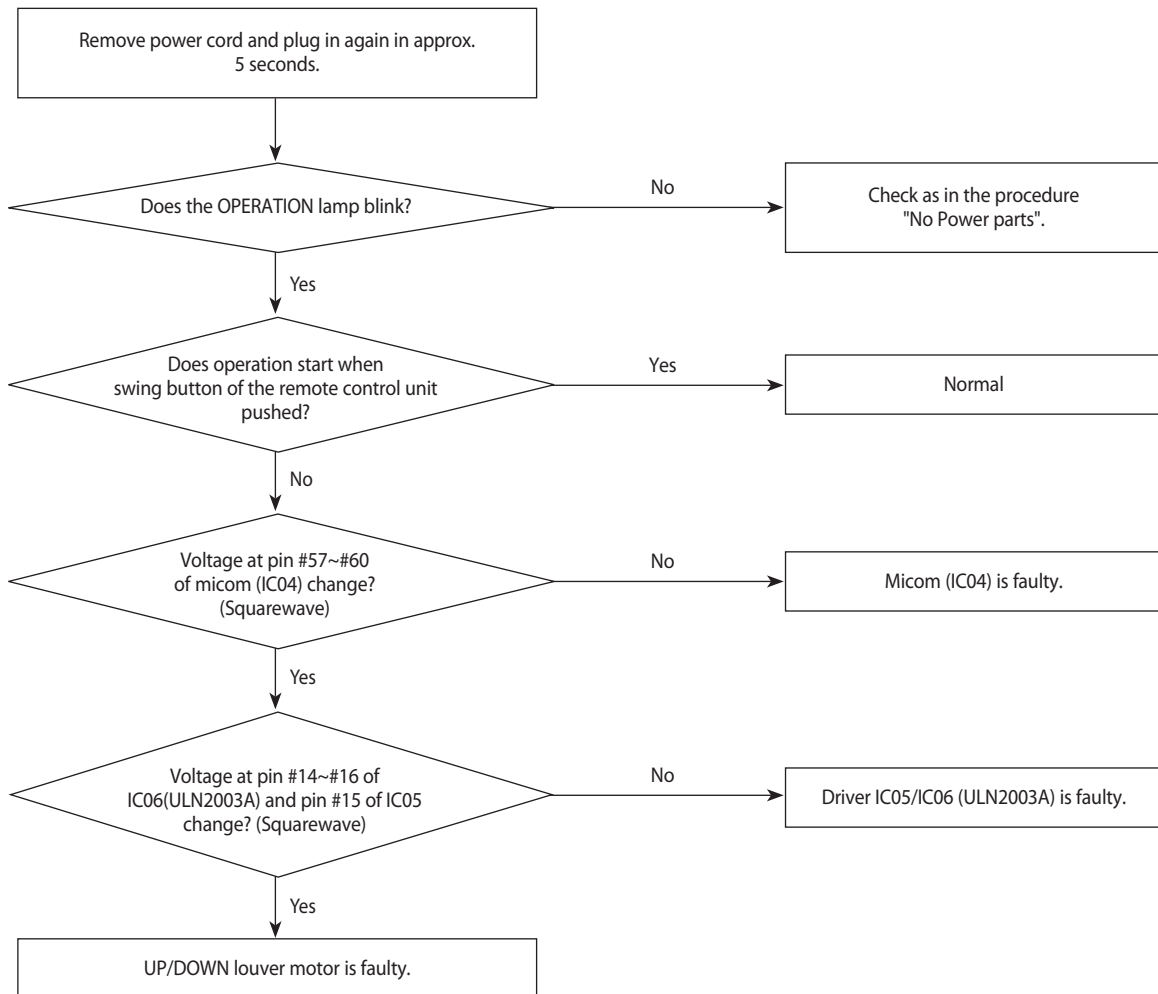 Remove power cord and plug in again in approx.
5 seconds.
Does the OPERATION lamp blink?
No
Check as in the procedure
"No Power parts".
Yes
Does operation start when
swing button of the remote control unit
pushed?
Yes
Normal
No
Voltage at pin #57~#60
of micom (IC04) change?
(Squarewave)
No
Micom (IC04) is faulty.
Yes
Voltage at pin #14~#16 of
IC06(ULN2003A) and pin #15 of IC05
change? (Squarewave)
No
Driver IC05/IC06 (ULN2003A) is faulty.
Yes
UP/DOWN louver motor is faulty.